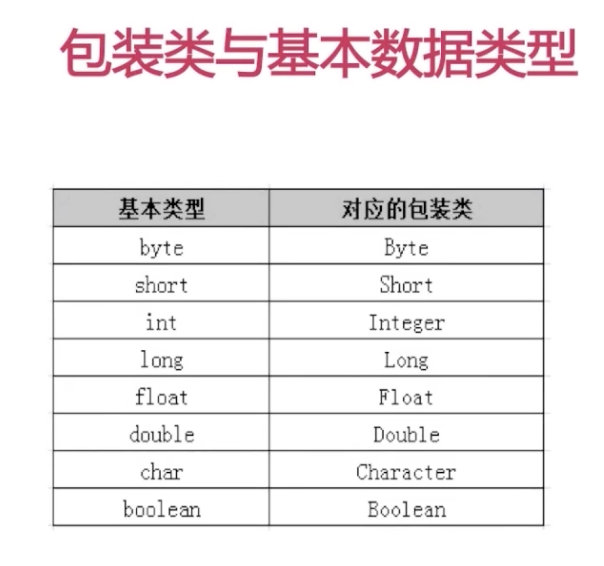 包装类与基本数据类型
基本类型 对应的包装类
byte Byte
short Short
int Integer
long Long
float Float
double Double
char Character
boolean Boolean